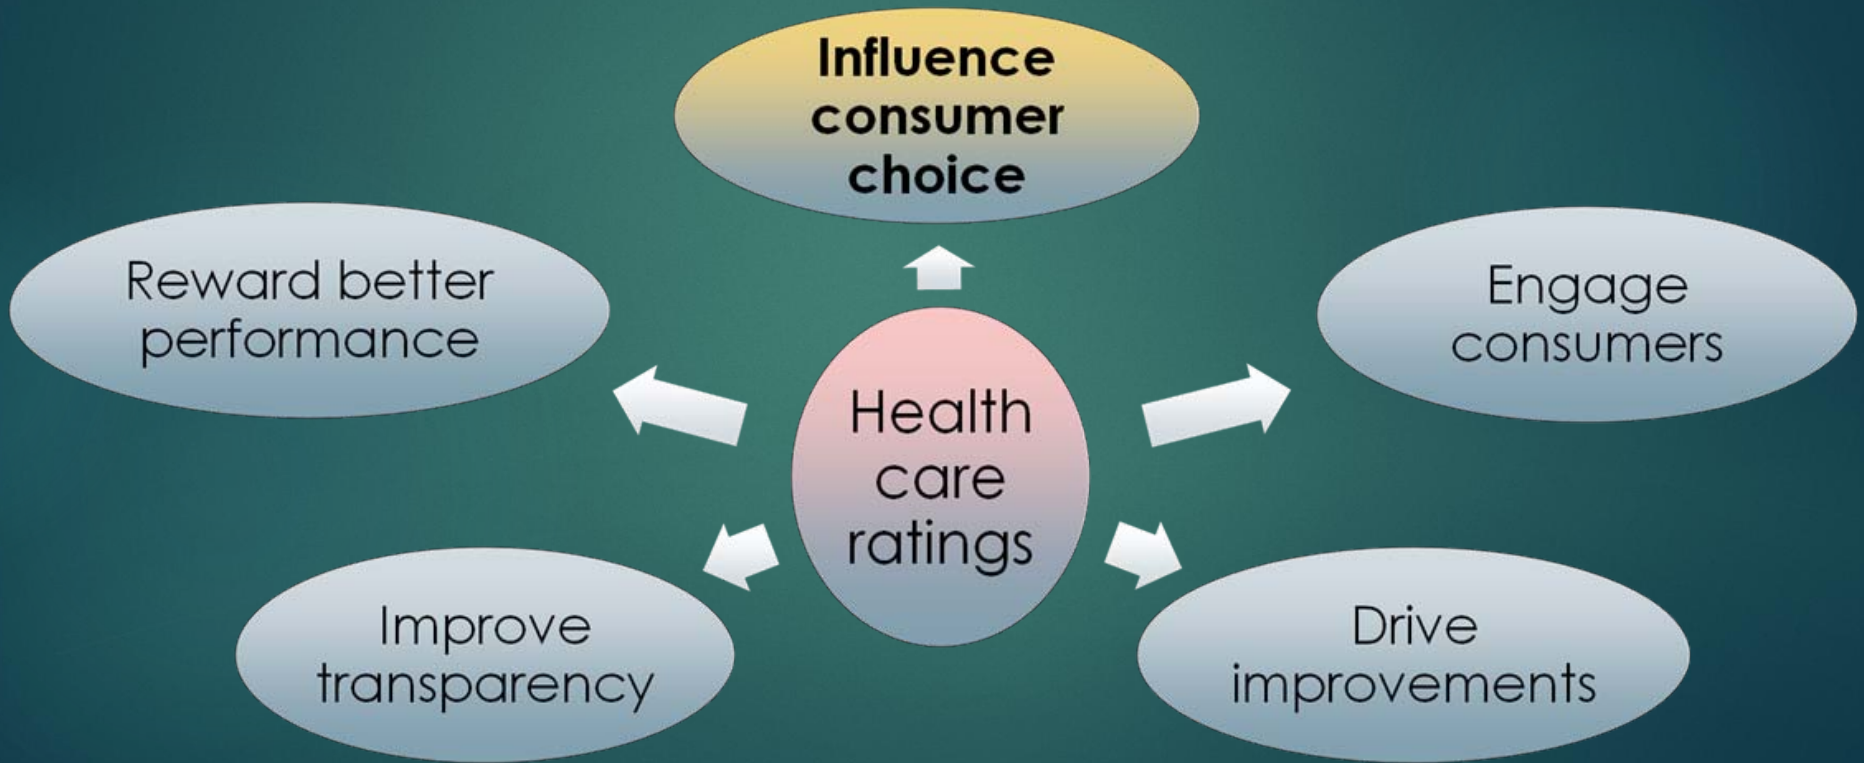 Influence
consumer
choice
Reward better
performance
Engage
consumers
Health
care
ratings
Improve
transparency
Drive
improvements